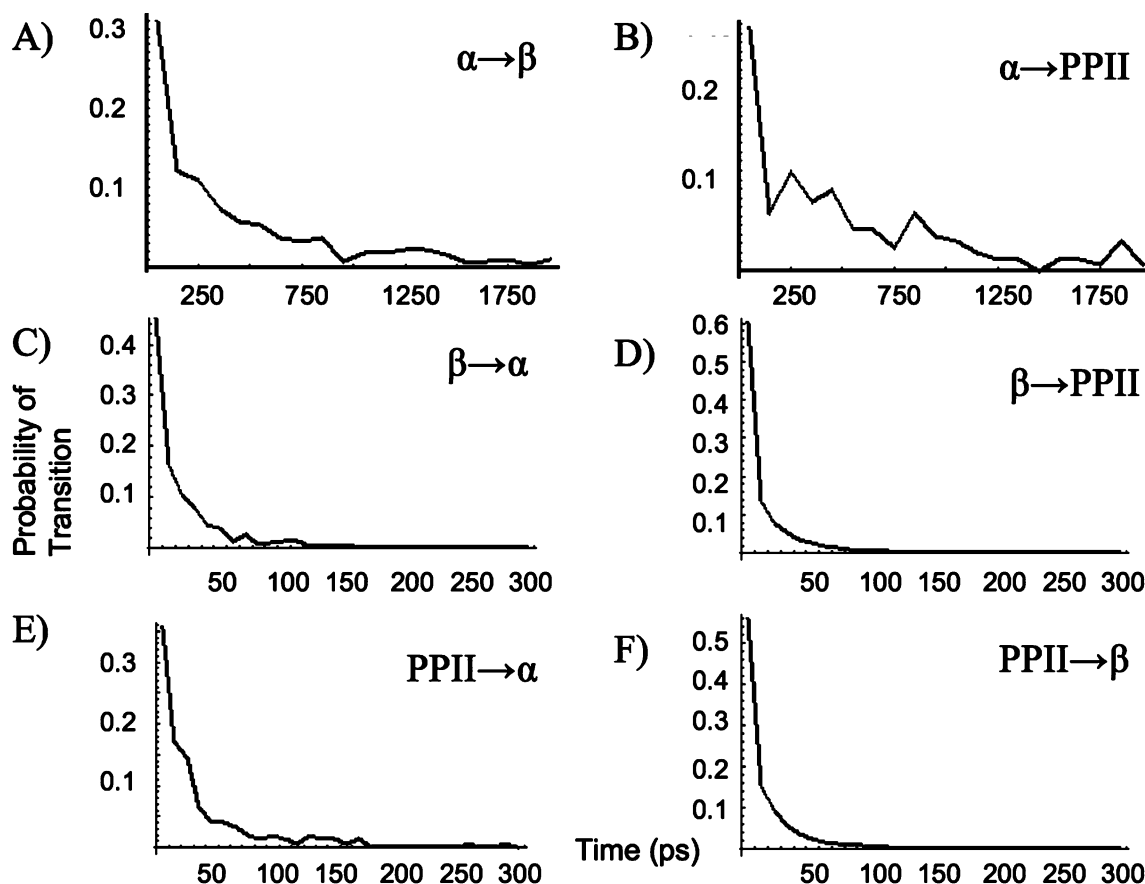 A)
α→β
0.3
0.2
0.1
250 750 1250 1750
B)
α→PPII
0.2
0.1
250 750 1250 1750
C)
β→α
0.4
0.3
0.2
0.1
50 100 150 200 250 300
D)
β→PPII
0.6
0.5
0.4
0.3
0.2
0.1
50 100 150 200 250 300
Probability of
Transition
E)
PPII→α
0.3
0.2
0.1
50 100 150 200 250 300
F)
PPII→β
0.5
0.4
0.3
0.2
0.1
50 100 150 200 250 300
Time (ps)